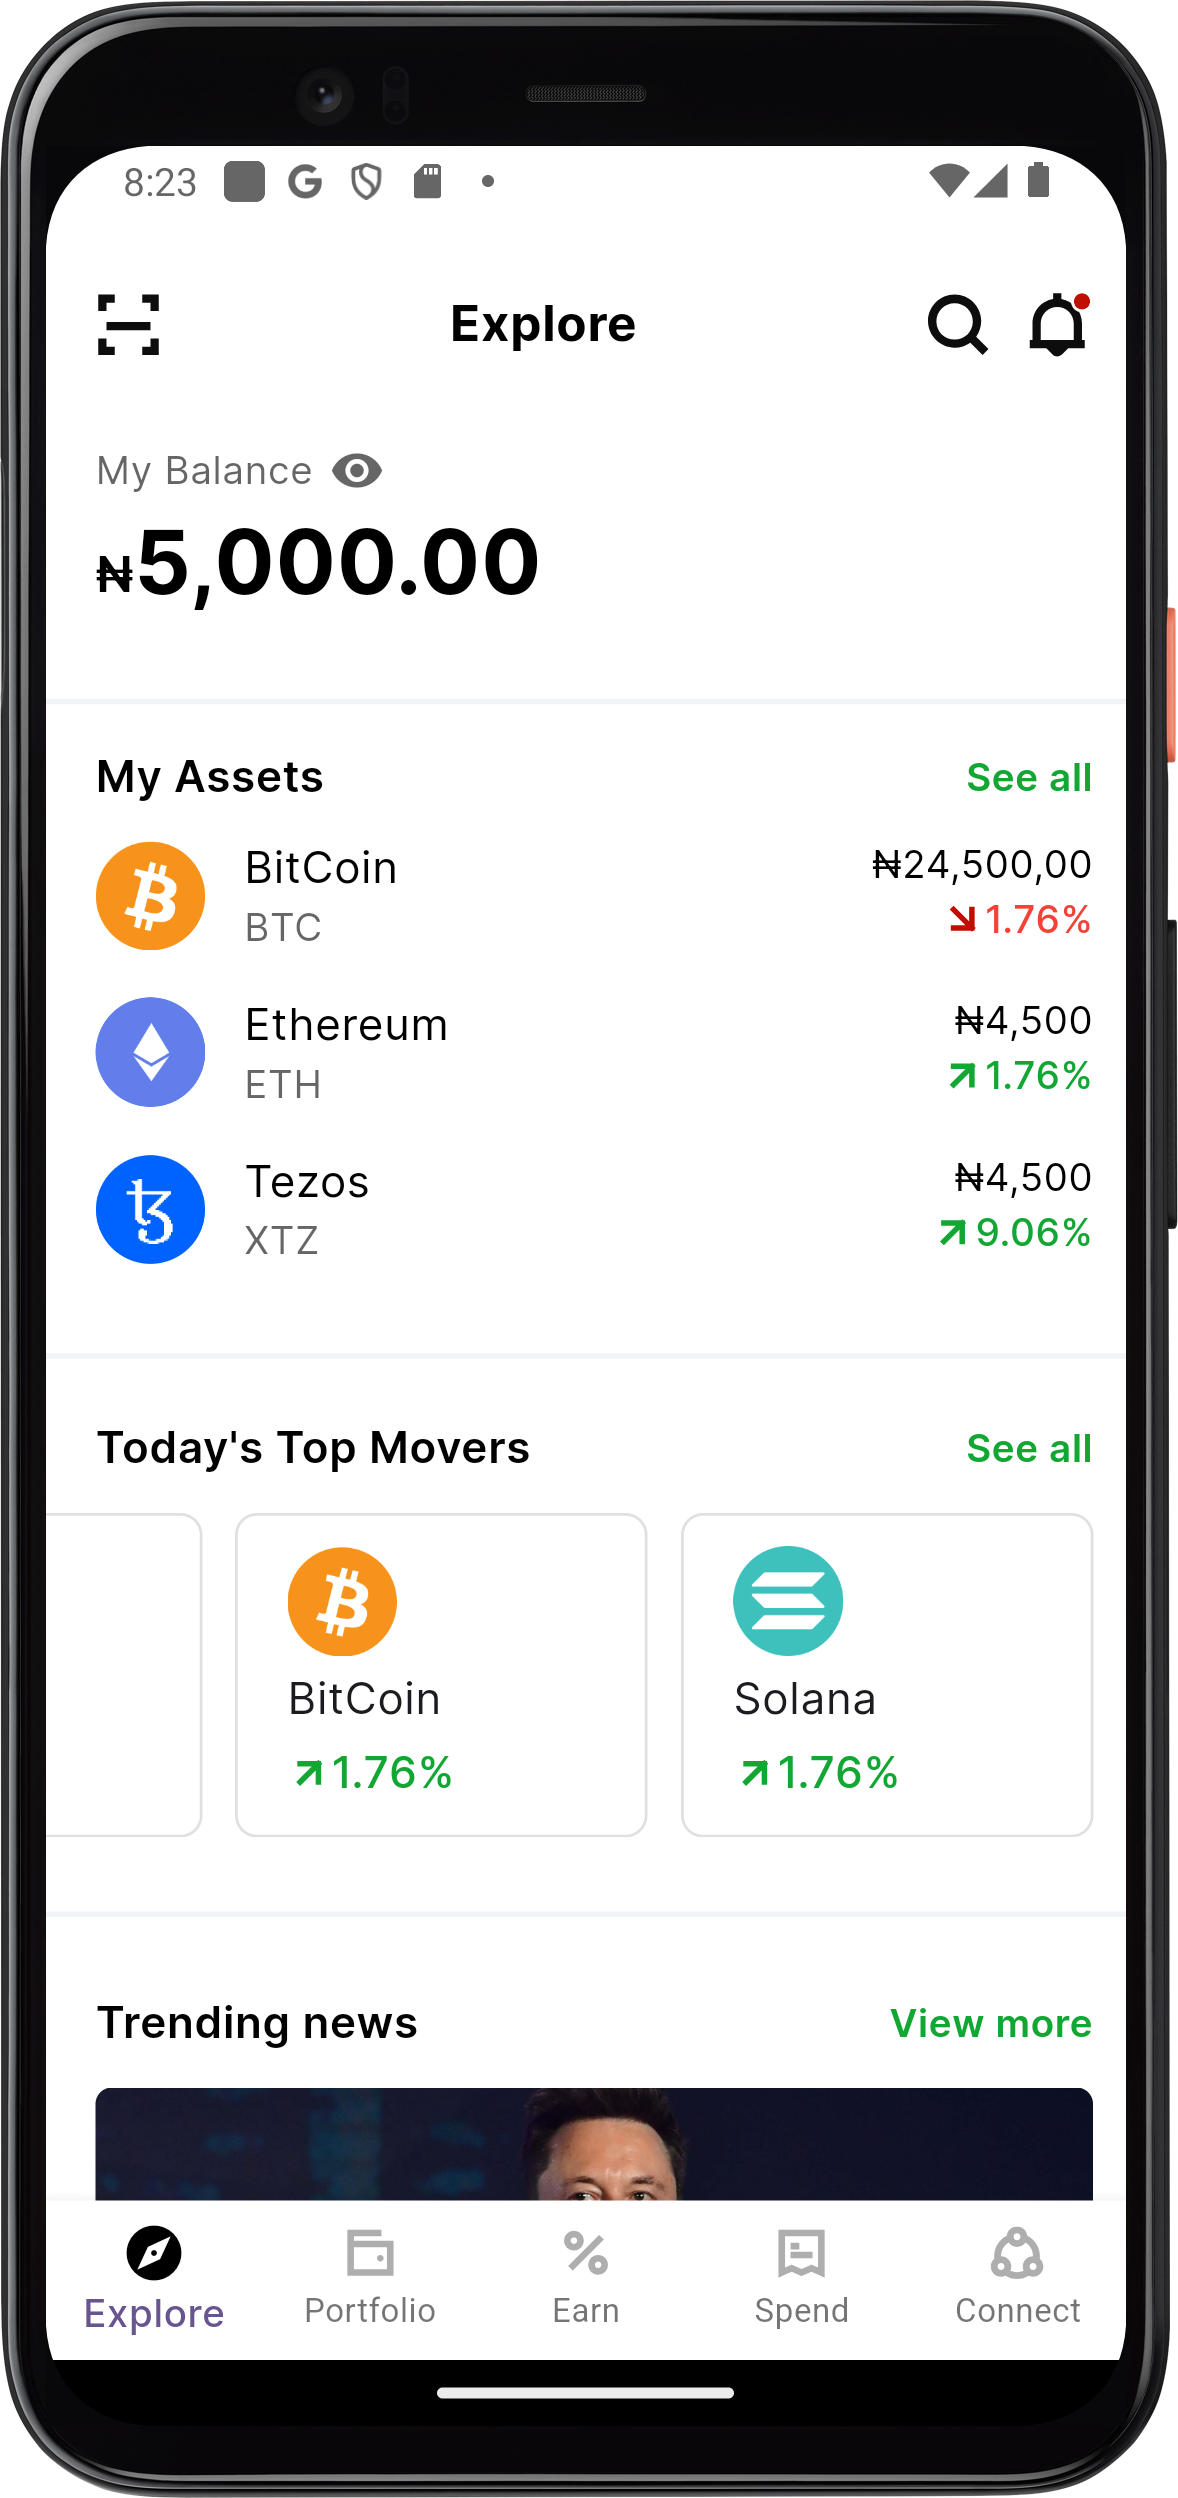 8:23
Explore
My Balance
₦5,000.00
My Assets
See all
BitCoin
₦24,500,00
BTC
1.76%
Ethereum
₦4,500
ETH
1.76%
Tezos
₦4,500
XTZ
9.06%
Today's Top Movers
See all
BitCoin
1.76%
Solana
1.76%
Trending news
View more
Explore
Portfolio
Earn
Spend
Connect